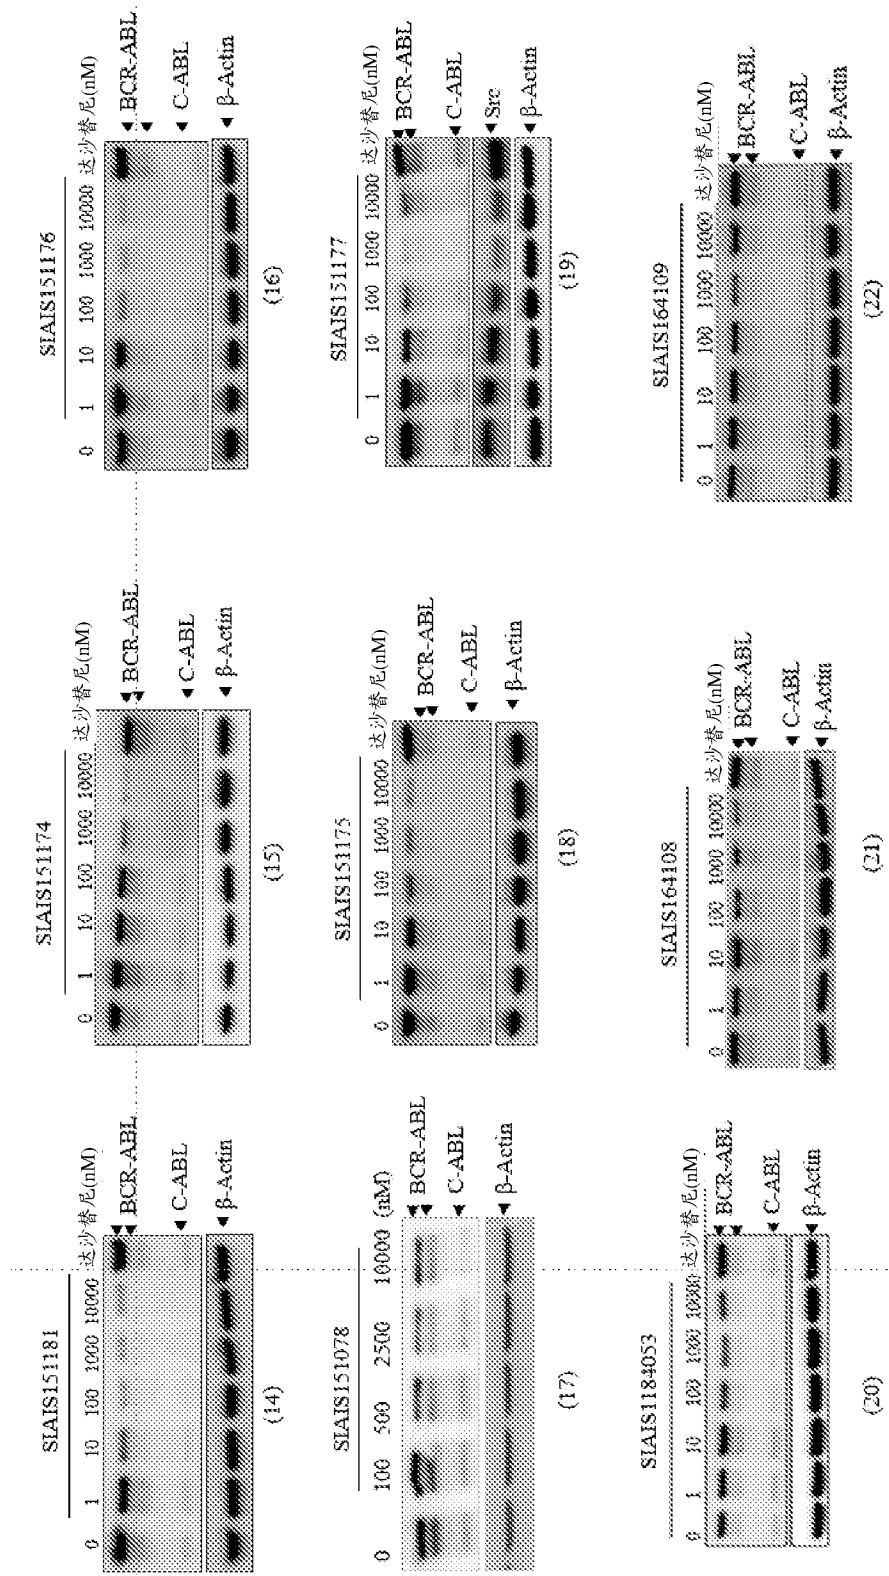 SIAIS151181
0 1 10 100 1000 10000 达沙替尼(nM)
BCR-ABL
C-ABL
β-Actin
(14)
SIAIS151174
0 1 10 100 1000 10000 达沙替尼(nM)
BCR-ABL
C-ABL
β-Actin
(15)
SIAIS151176
0 1 10 100 1000 10000 达沙替尼(nM)
BCR-ABL
C-ABL
β-Actin
(16)
SIAIS151078
0 100 500 2500 10000 (nM)
BCR-ABL
C-ABL
β-Actin
(17)
SIAIS151175
0 1 10 100 1000 10000 达沙替尼(nM)
BCR-ABL
C-ABL
β-Actin
(18)
SIAIS151177
0 1 10 100 1000 10000 达沙替尼(nM)
BCR-ABL
C-ABL
Src
β-Actin
(19)
SIAIS1184053
0 1 10 100 1000 10000 达沙替尼(nM)
BCR-ABL
C-ABL
β-Actin
(20)
SIAIS164108
0 1 10 100 1000 10000 达沙替尼(nM)
BCR-ABL
C-ABL
β-Actin
(21)
SIAIS164109
0 1 10 100 1000 10000 达沙替尼(nM)
BCR-ABL
C-ABL
β-Actin
(22)